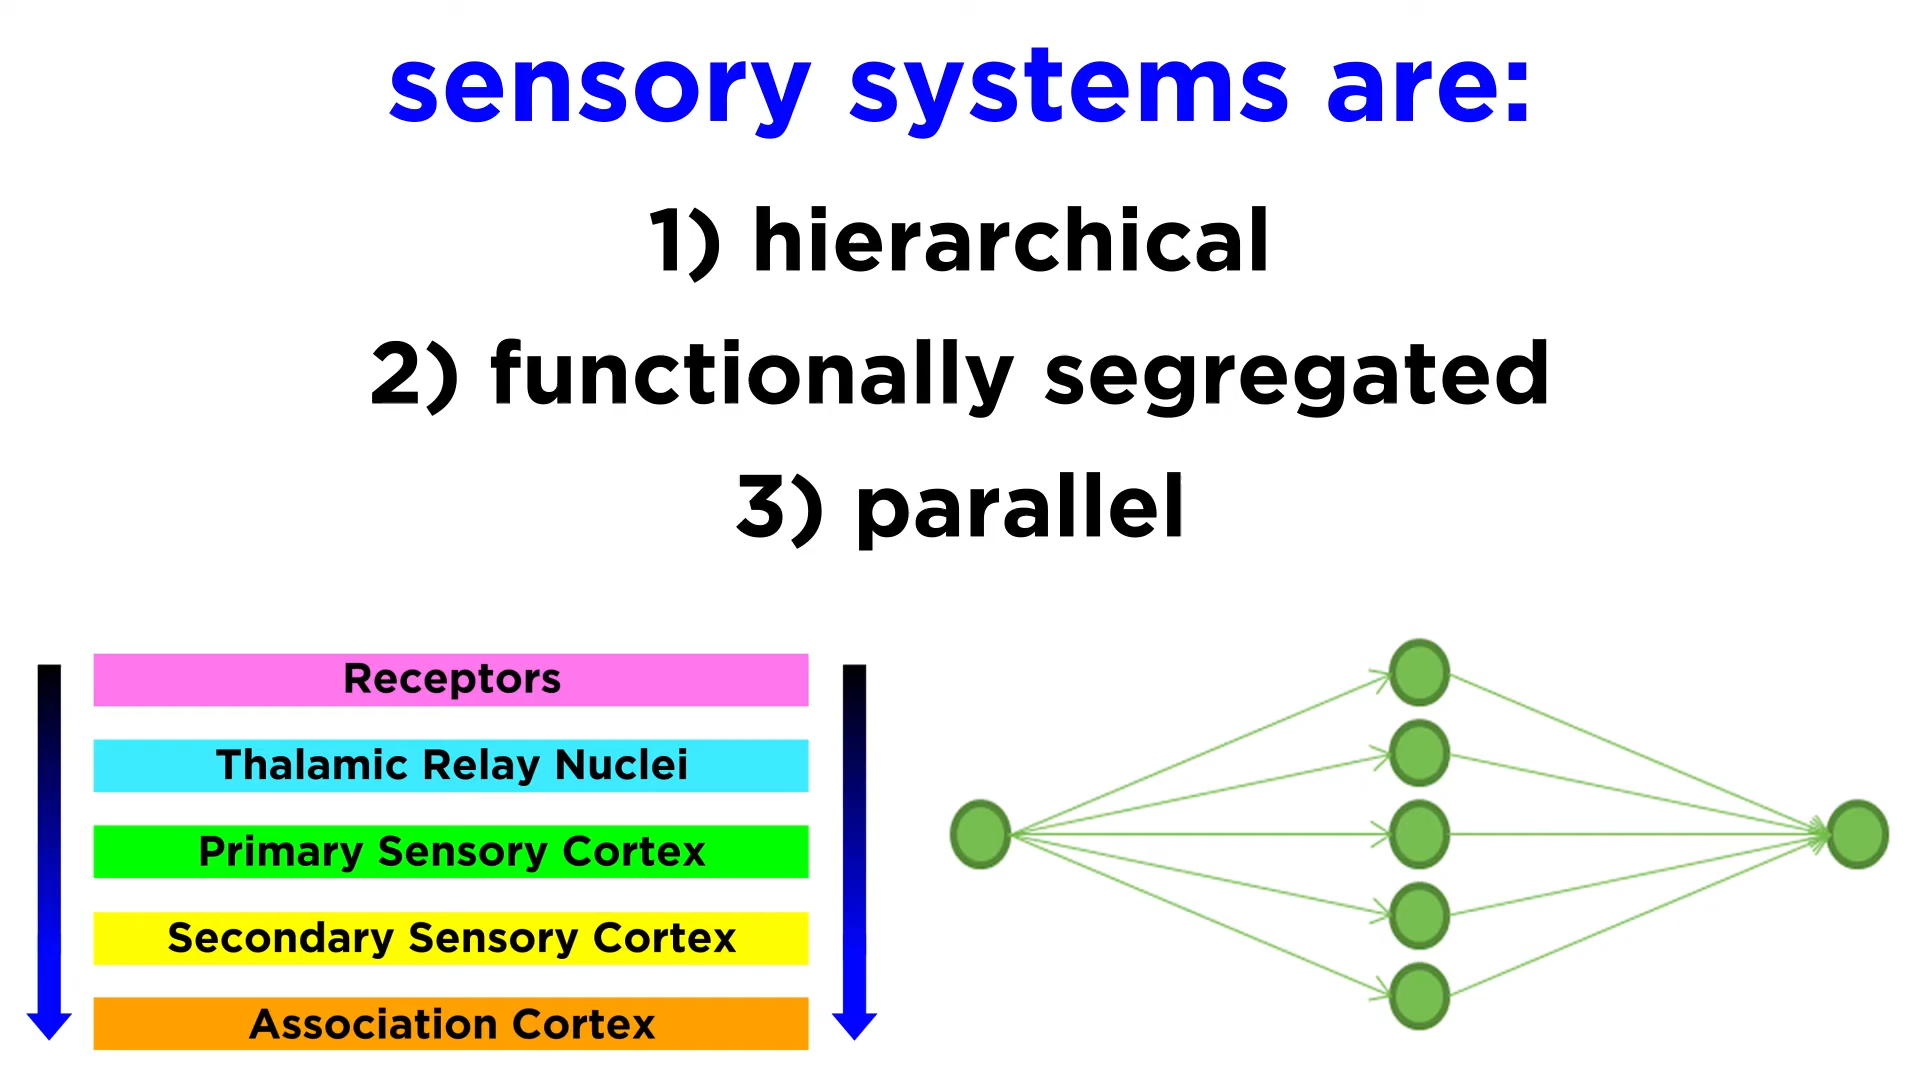 sensory systems are:
1) hierarchical
2) functionally segregated
3) parallel
Receptors
Thalamic Relay Nuclei
Primary Sensory Cortex
Secondary Sensory Cortex
Association Cortex